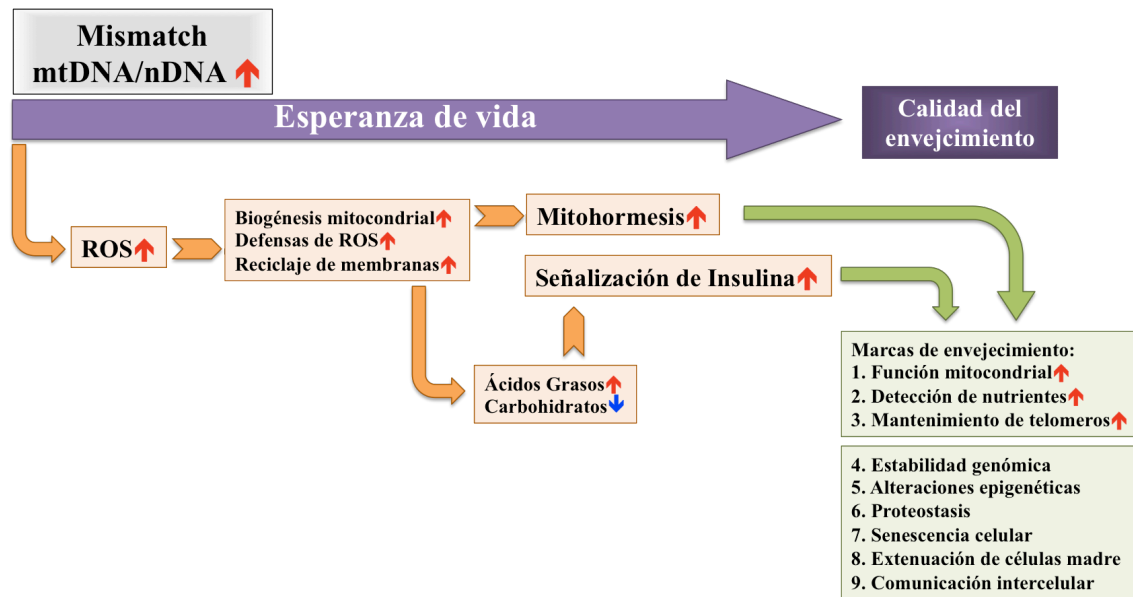 Mismatch
mtDNA/nDNA
Esperanza de vida
Calidad del
envejcimiento
ROS
Biogénesis mitocondrial
Defensas de ROS
Reciclaje de membranas
Mitohormesis
Señalización de Insulina
Ácidos Grasos
Carbohidratos
Marcas de envejecimiento:
1. Función mitocondrial
2. Detección de nutrientes
3. Mantenimiento de telomeros
4. Estabilidad genómica
5. Alteraciones epigenéticas
6. Proteostasis
7. Senescencia celular
8. Extenuación de células madre
9. Comunicación intercelular